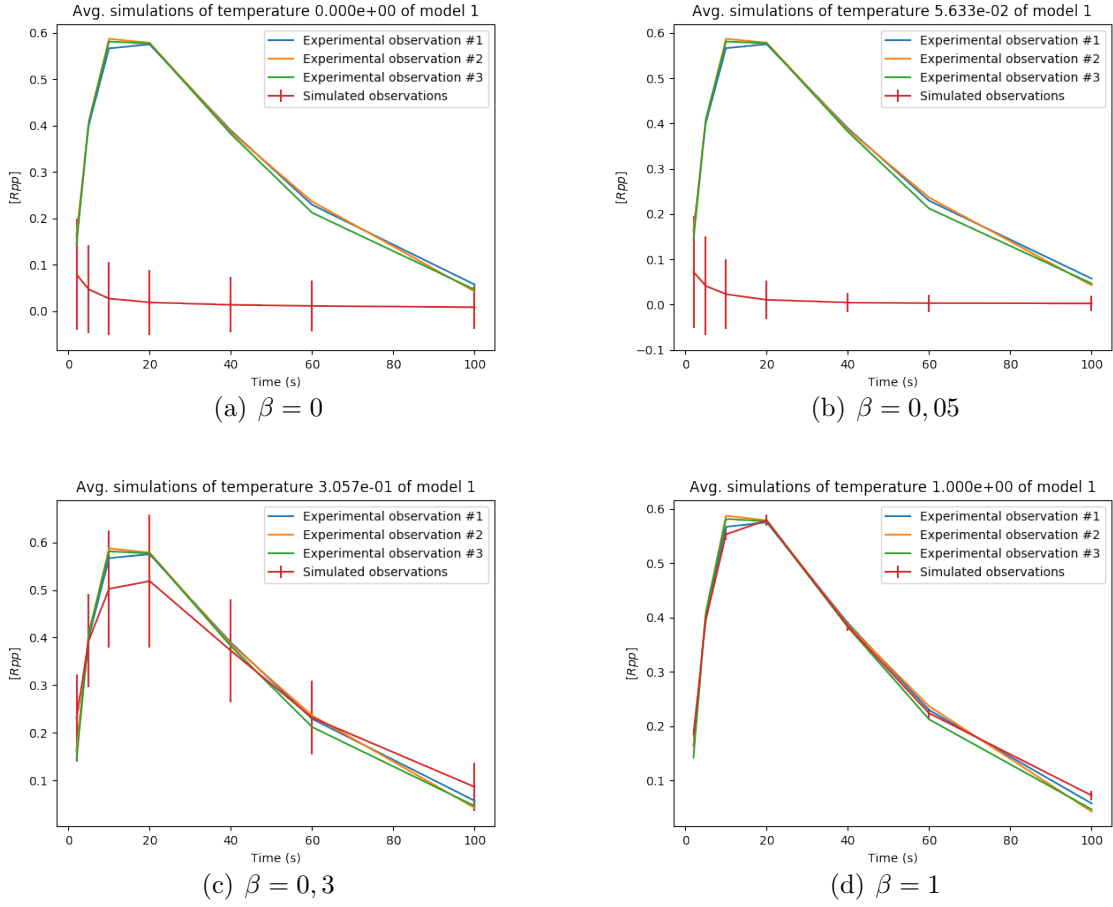 Avg. simulations of temperature 0.000e+00 of model 1
Experimental observation #1
Experimental observation #2
Experimental observation #3
Simulated observations
[Rpp]
0.6
0.5
0.4
0.3
0.2
0.1
0.0
0 20 40 60 80 100
Time (s)
(a) β = 0
Avg. simulations of temperature 5.633e-02 of model 1
Experimental observation #1
Experimental observation #2
Experimental observation #3
Simulated observations
[Rpp]
0.6
0.5
0.4
0.3
0.2
0.1
0.0
−0.1
0 20 40 60 80 100
Time (s)
(b) β = 0, 05
Avg. simulations of temperature 3.057e-01 of model 1
Experimental observation #1
Experimental observation #2
Experimental observation #3
Simulated observations
[Rpp]
0.6
0.5
0.4
0.3
0.2
0.1
0 20 40 60 80 100
Time (s)
(c) β = 0, 3
Avg. simulations of temperature 1.000e+00 of model 1
Experimental observation #1
Experimental observation #2
Experimental observation #3
Simulated observations
[Rpp]
0.6
0.5
0.4
0.3
0.2
0.1
0 20 40 60 80 100
Time (s)
(d) β = 1